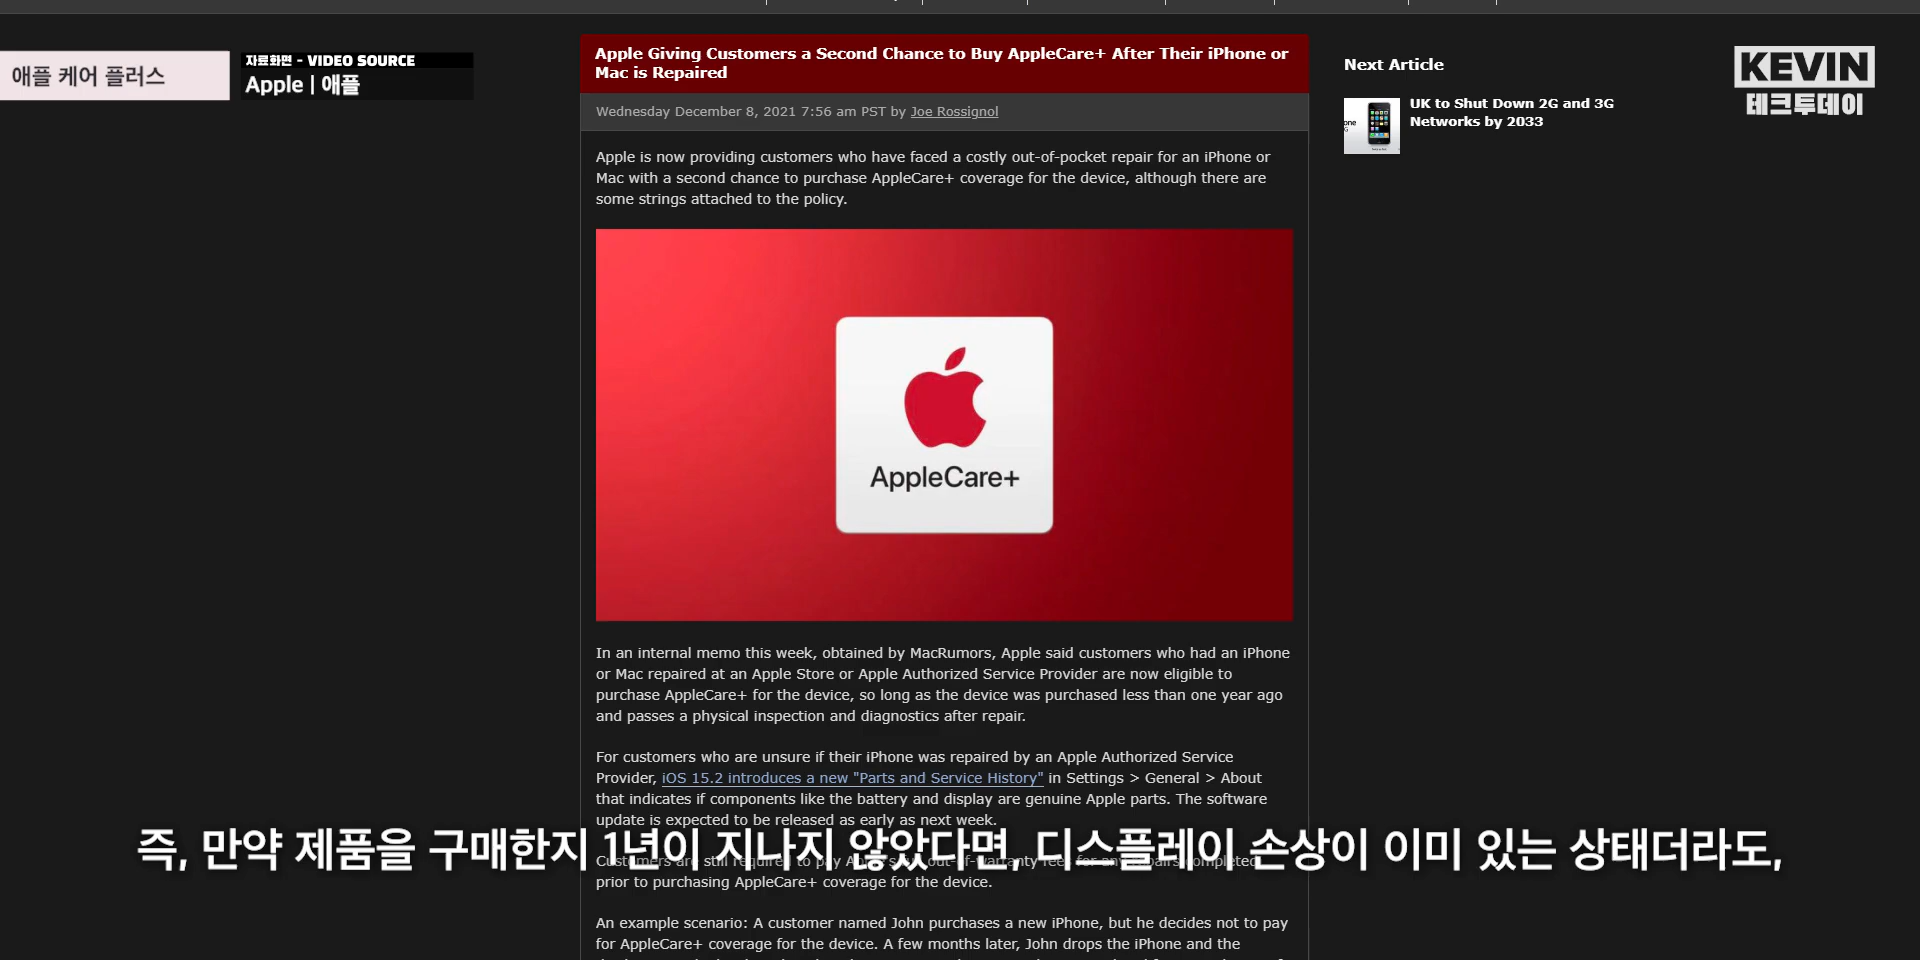 애플 케어 플러스
자료화면 - VIDEO SOURCE
Apple | 애플
Apple Giving Customers a Second Chance to Buy AppleCare+ After Their iPhone or
Mac is Repaired
Wednesday December 8, 2021 7:56 am PST by Joe Rossignol
Apple is now providing customers who have faced a costly out-of-pocket repair for an iPhone or
Mac with a second chance to purchase AppleCare+ coverage for the device, although there are
some strings attached to the policy.
AppleCare+
In an internal memo this week, obtained by MacRumors, Apple said customers who had an iPhone
or Mac repaired at an Apple Store or Apple Authorized Service Provider are now eligible to
purchase AppleCare+ for the device, so long as the device was purchased less than one year ago
and passes a physical inspection and diagnostics after repair.
For customers who are unsure if their iPhone was repaired by an Apple Authorized Service
Provider, iOS 15.2 introduces a new "Parts and Service History" in Settings > General > About
that indicates if components like the battery and display are genuine Apple parts. The software
update is expected to be released as early as next week.
Customers are still required to pay out-of-warranty fees for any repairs completed
prior to purchasing AppleCare+ coverage for the device.
An example scenario: A customer named John purchases a new iPhone, but he decides not to pay
for AppleCare+ coverage for the device. A few months later, John drops the iPhone and the
Next Article
one
G
UK to Shut Down 2G and 3G
Networks by 2033
KEVIN
테크투데이
즉, 만약 제품을 구매한지 1년이 지나지 않았다면, 디스플레이 손상이 이미 있는 상태더라도,